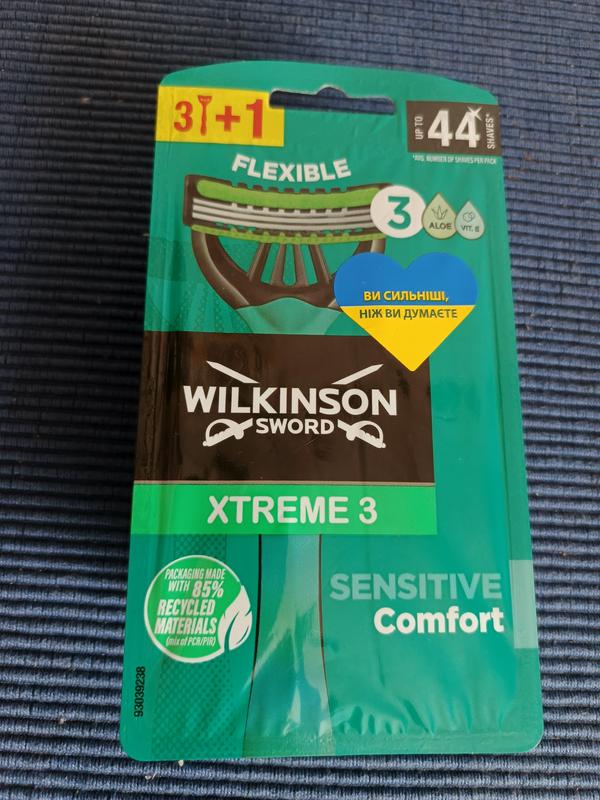 3+1
UP TO 44 SHAVES*
*AVG. NUMBER OF SHAVES PER PACK
FLEXIBLE
3
ALOE
VIT. E
ВИ СИЛЬНІШІ,
НІЖ ВИ ДУМАЄТЕ
WILKINSON
SWORD
XTREME 3
SENSITIVE
Comfort
PACKAGING MADE
WITH 85%
RECYCLED
MATERIALS
(mix of PCR/PIR)
93039238